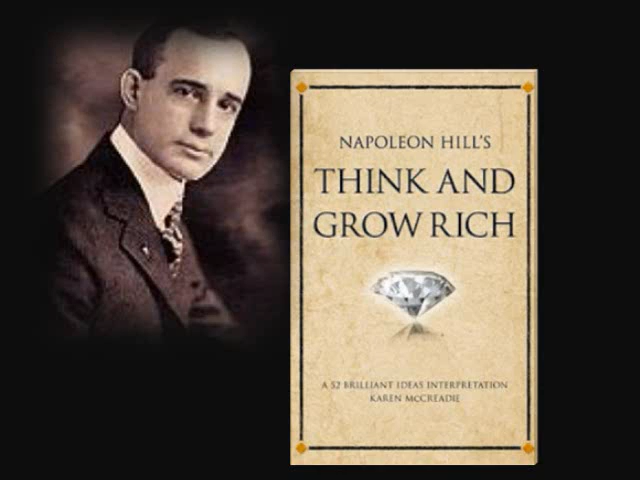 NAPOLEON HILL'S
THINK AND
GROW RICH
A 52 BRILLIANT IDEAS INTERPRETATION
KAREN McCREADIE